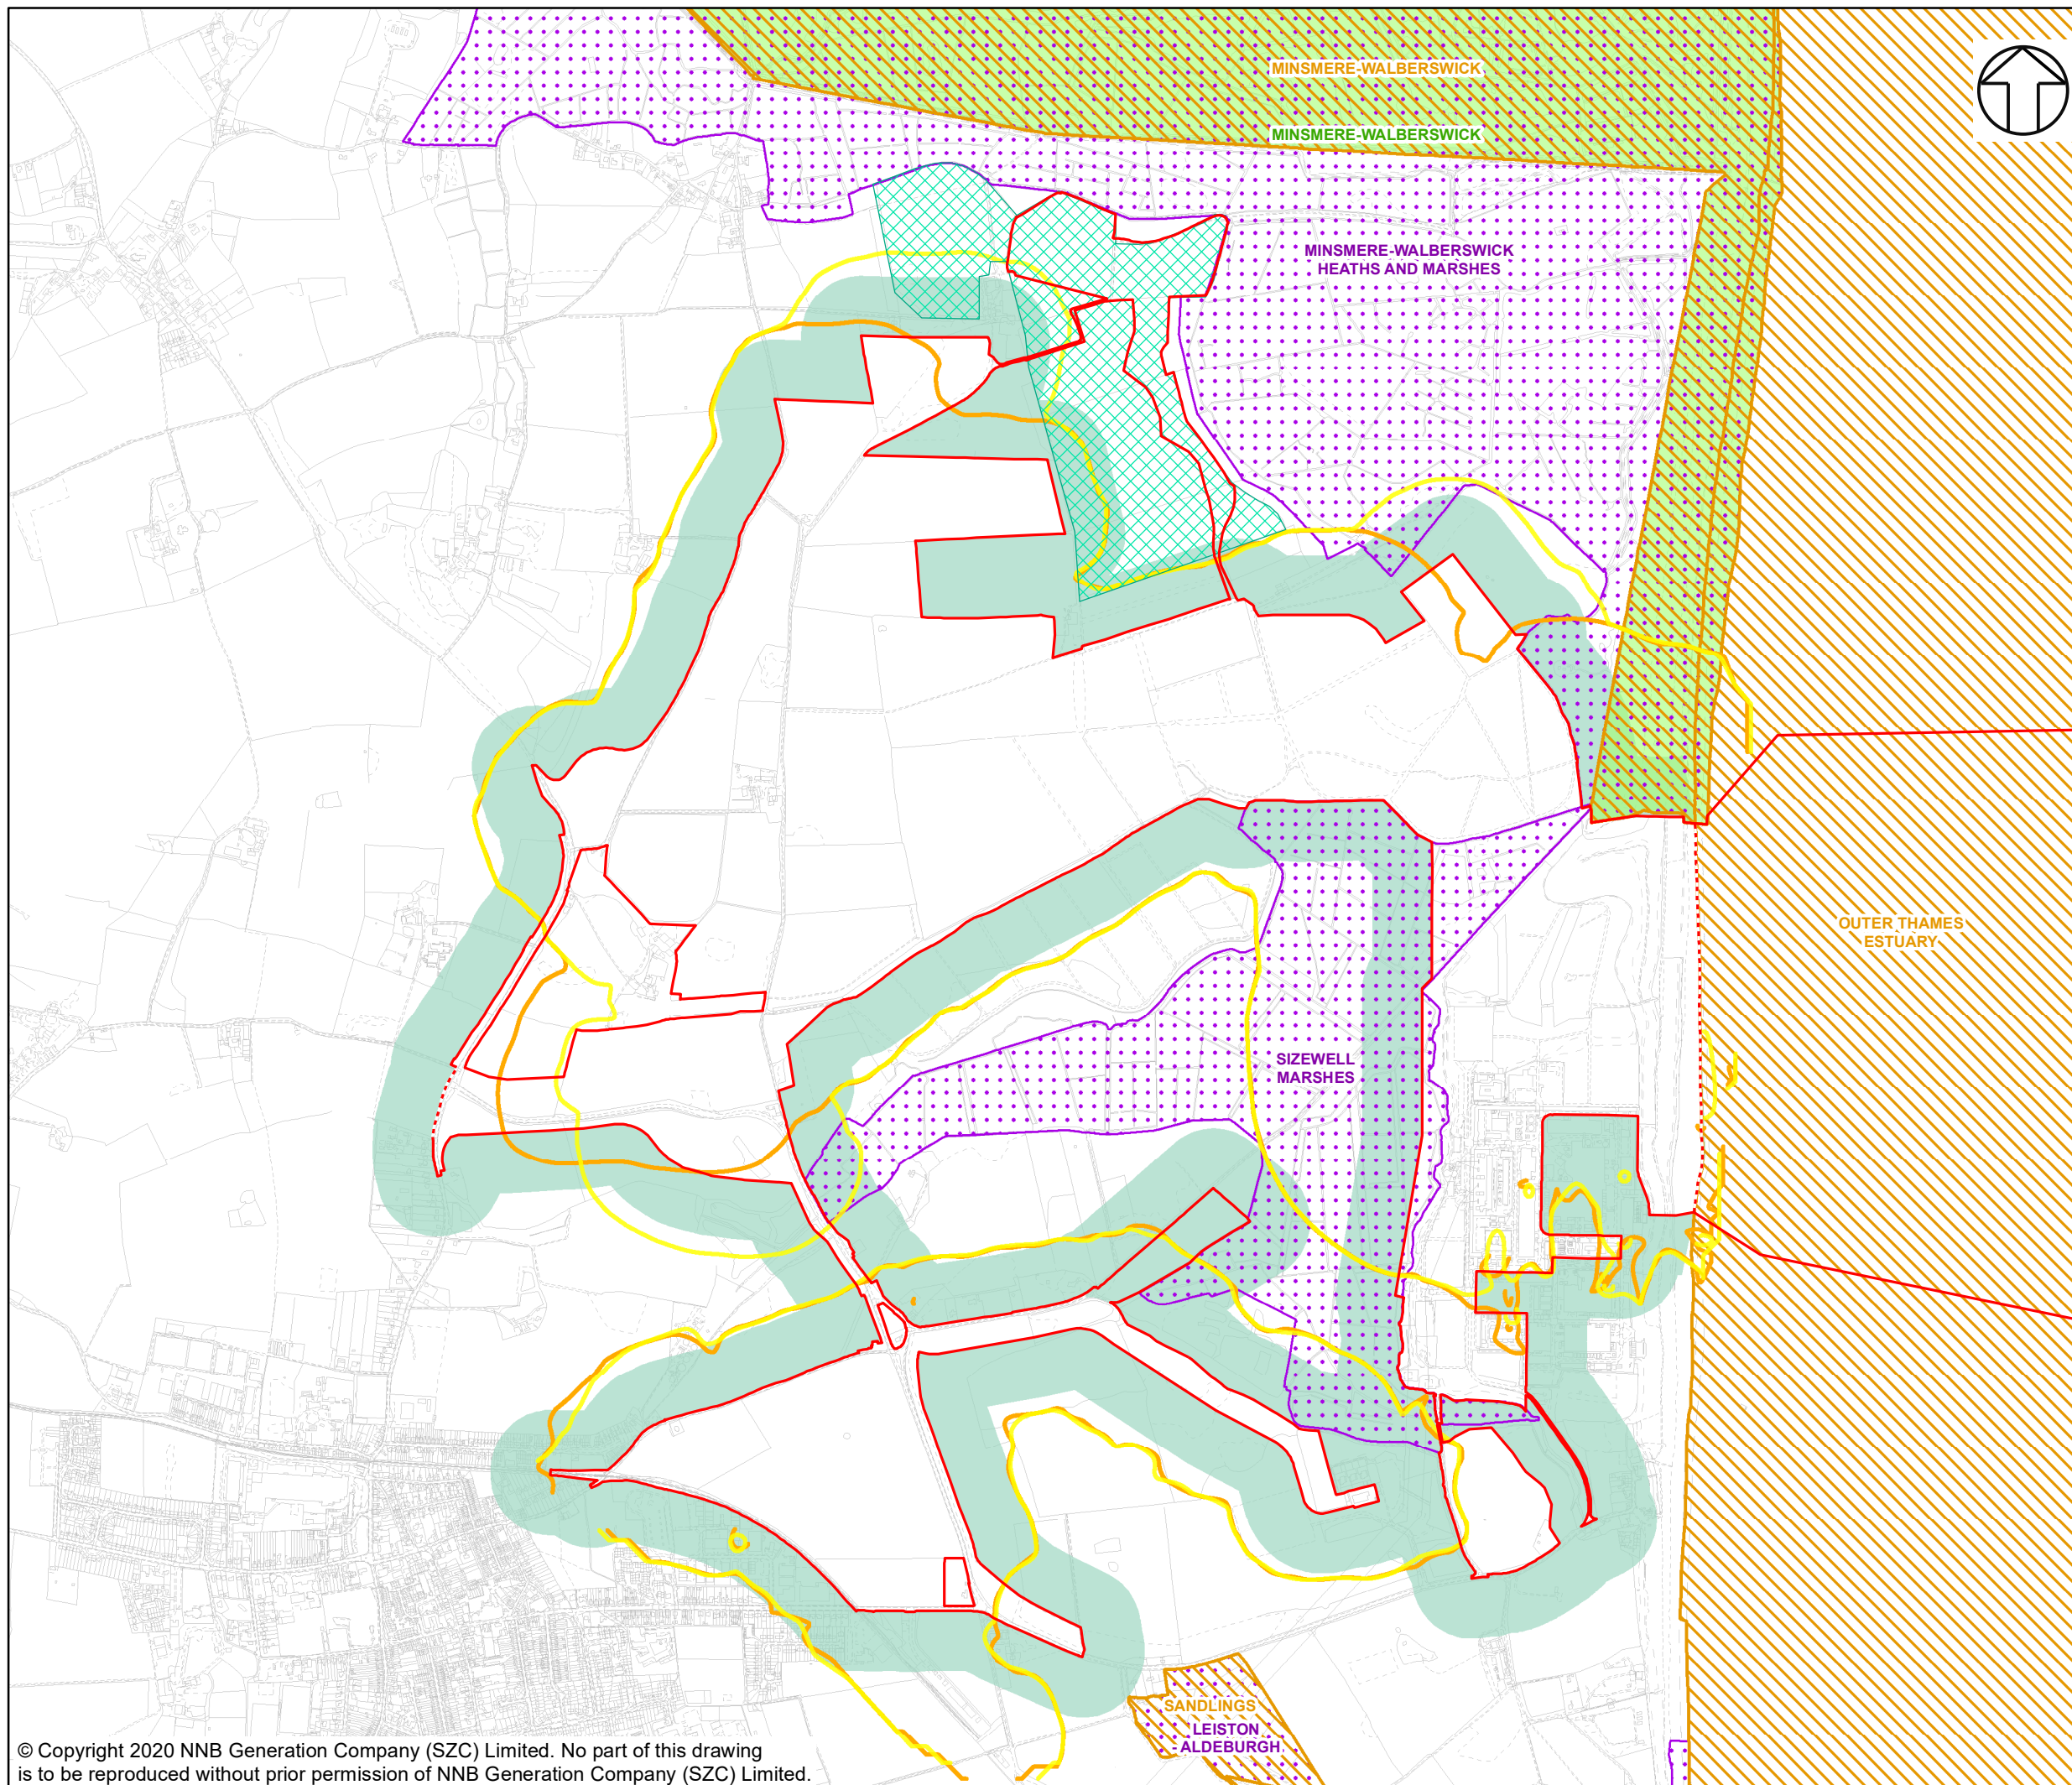 MINSMERE-WALBERSWICK
MINSMERE-WALBERSWICK
MINSMERE-WALBERSWICK
HEATHS AND MARSHES
OUTER THAMES
ESTUARY
SIZEWELL
MARSHES
SANDLINGS
LEISTON
- ALDEBURGH
© Copyright 2020 NNB Generation Company (SZC) Limited. No part of this drawing
is to be reproduced without prior permission of NNB Generation Company (SZC) Limited.